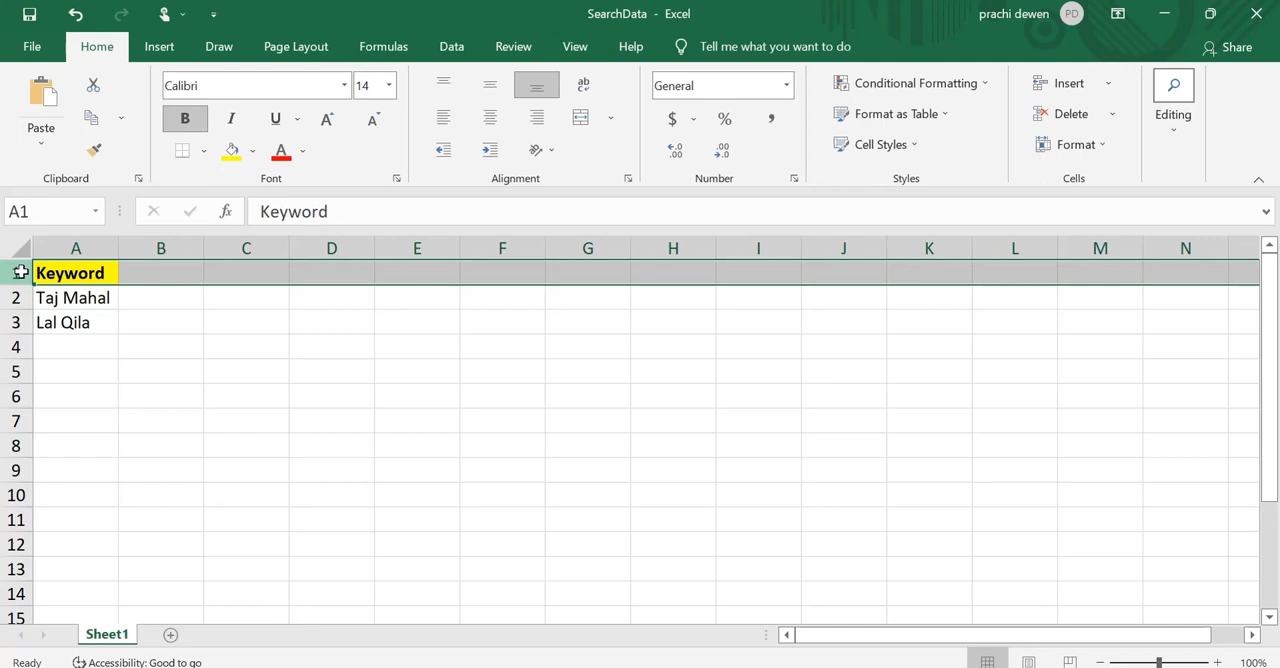 SearchData - Excel
prachi dewen PD
File Home Insert Draw Page Layout Formulas Data Review View Help Tell me what you want to do Share
Calibri 14 ab General Conditional Formatting Insert
Paste B I U A A $ % , Format as Table Delete Editing
A Cell Styles Format
Clipboard Font Alignment Number Styles Cells
A1 fx Keyword
A B C D E F G H I J K L M N
Keyword
2 Taj Mahal
3 Lal Qila
4
5
6
7
8
9
10
11
12
13
14
15
Sheet1
Ready Accessibility: Good to go 100%